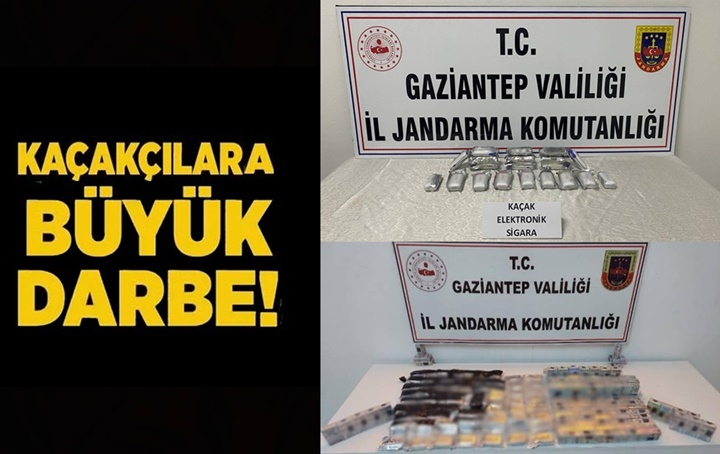 KAÇAKÇILARA
BÜYÜK
DARBE!
T.C.
GAZİANTEP VALİLİĞİ
İL JANDARMA KOMUTANLIĞI
KAÇAK
ELEKTRONİK
SİGARA
T.C.
GAZİANTEP VALİLİĞİ
İL JANDARMA KOMUTANLIĞI